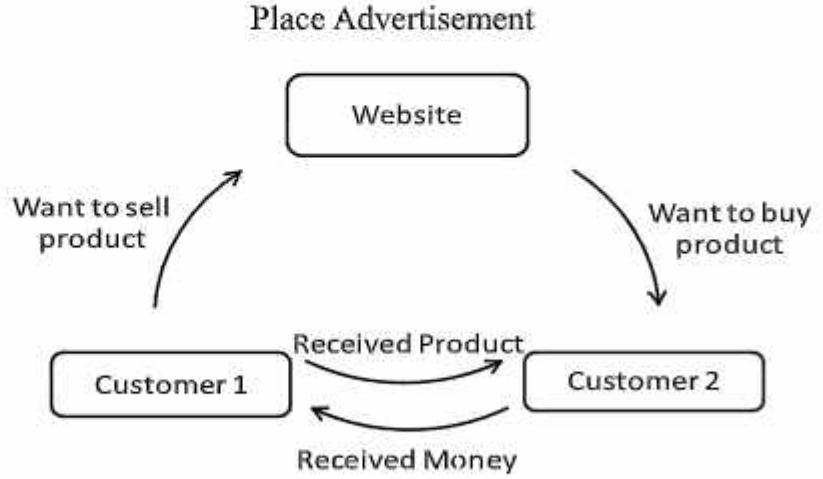 Place Advertisement
Website
Want to sell
product
Want to buy
product
Received Product
Customer 1
Customer 2
Received Money